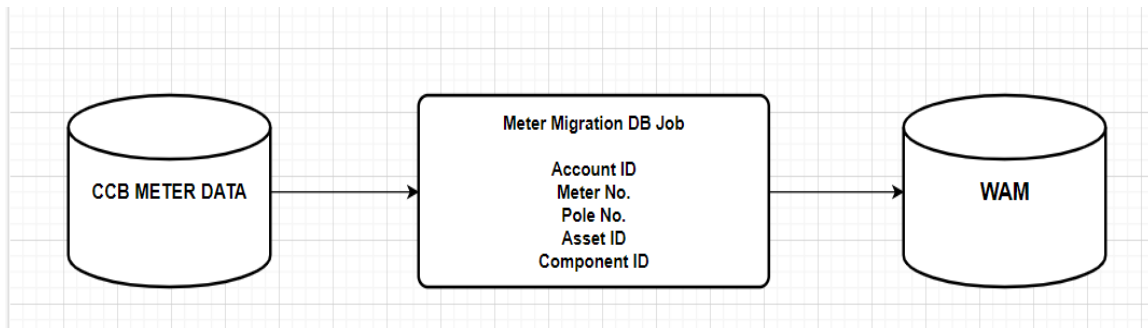 CCB METER DATA
Meter Migration DB Job
Account ID
Meter No.
Pole No.
Asset ID
Component ID
WAM